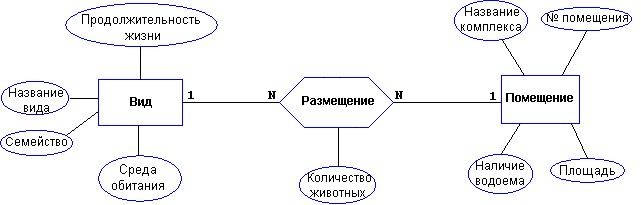 Продолжительность
жизни
Название
комплекса
№ помещения
Название
вида
Вид
1
N
Размещение
N
1
Помещение
Семейство
Среда
обитания
Количество
животных
Наличие
водоема
Площадь